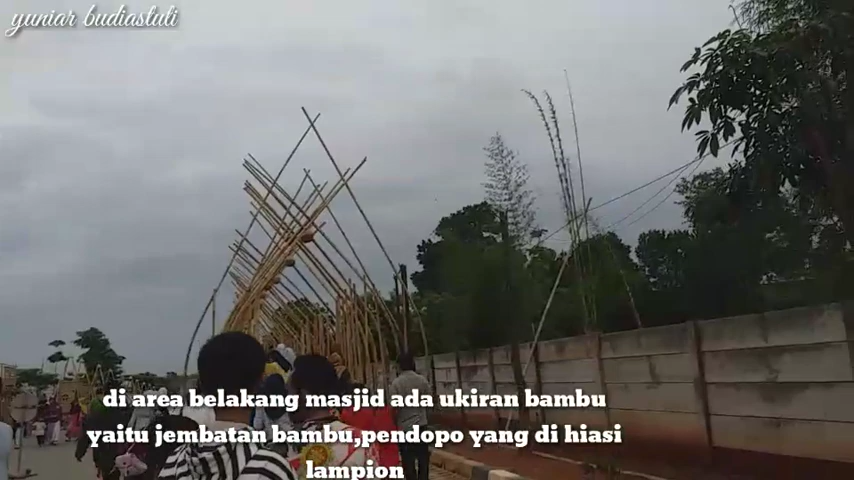 yuniar budiastuti
di area belakang masjid ada ukiran bambu
yaitu jembatan bambu,pendopo yang di hiasi
lampion